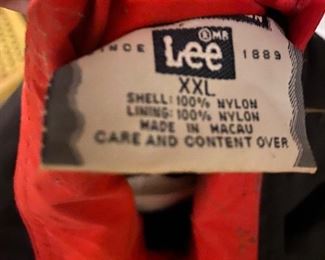 ® MR
Lee
SINCE 1889
XXL
SHELL: 100% NYLON
LINING: 100% NYLON
MADE IN MACAU
CARE AND CONTENT OVER